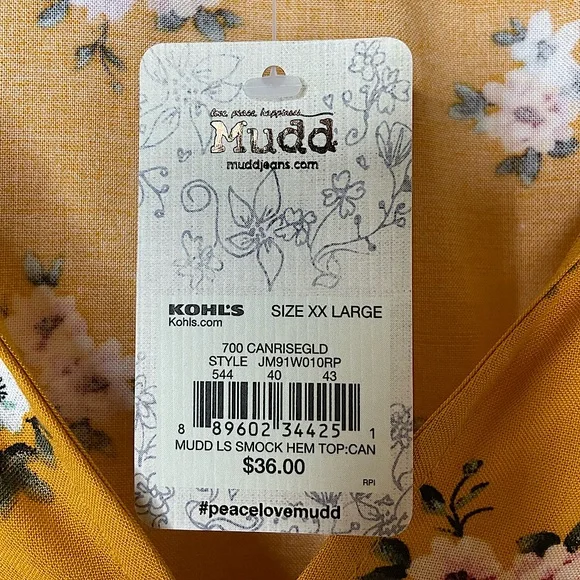 love, peace, happiness
Mudd
muddjeans.com
KOHL'S SIZE XX LARGE
Kohls.com
700 CANRISEGLD
STYLE JM91W010RP
544 40 43
8 89602 34425 1
MUDD LS SMOCK HEM TOP:CAN
$36.00
RPI
#peacelovemudd